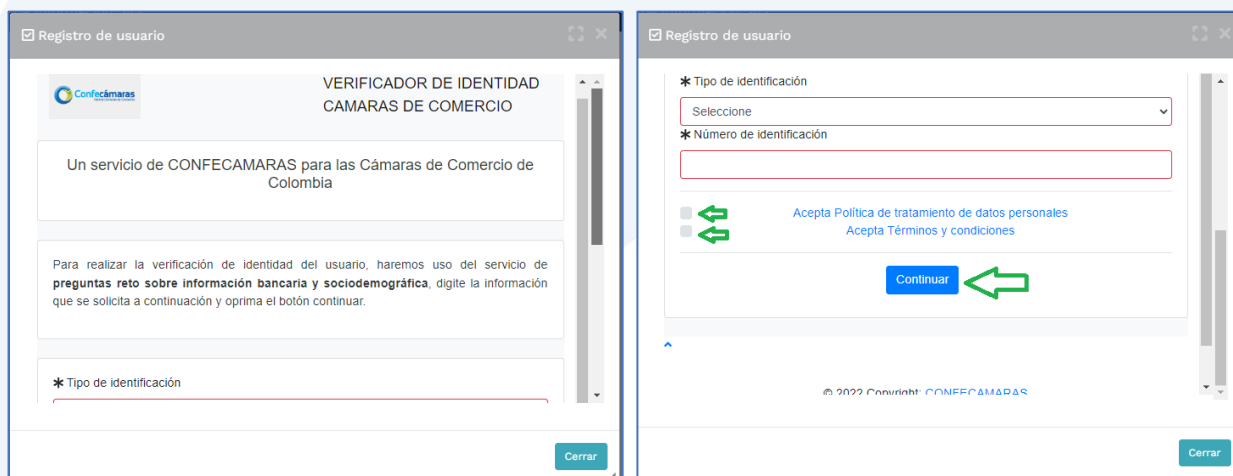 Registro de usuario
Confecámaras
VERIFICADOR DE IDENTIDAD
CAMARAS DE COMERCIO
Un servicio de CONFECAMARAS para las Cámaras de Comercio de
Colombia
Para realizar la verificación de identidad del usuario, haremos uso del servicio de
preguntas reto sobre información bancaria y sociodemográfica, digite la información
que se solicita a continuación y oprima el botón continuar.
* Tipo de identificación
Cerrar
Registro de usuario
* Tipo de identificación
Seleccione
* Número de identificación
Acepta Política de tratamiento de datos personales
Acepta Términos y condiciones
Continuar
© 2022 Copyright: CONFECAMARAS
Cerrar